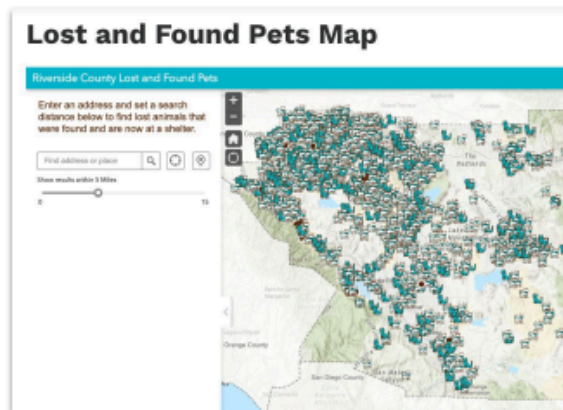 Lost and Found Pets Map
Riverside County Lost and Found Pets
Enter an address and set a search
distance below to find lost animals that
were found and are now at a shelter.
Find address or place
Show results within 5 Miles
0
15
The
Badlands
Orange County
San Diego County